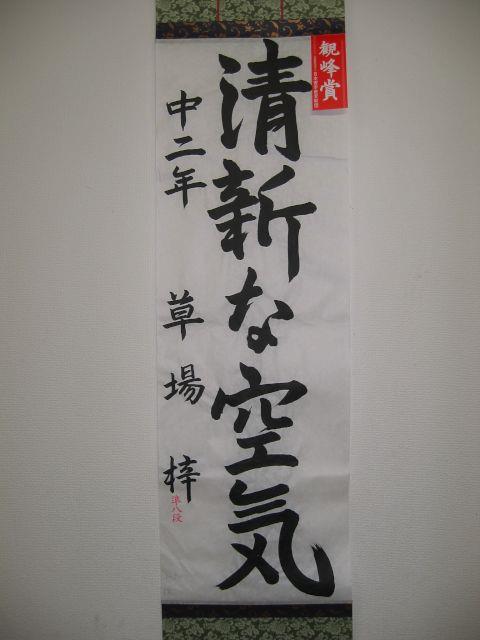 観峰賞
清新な空気
中二年 草場 梓
準八段